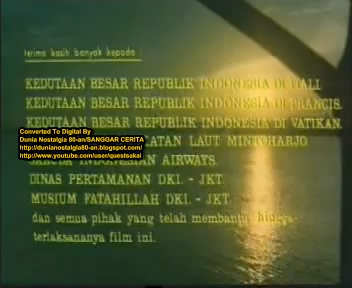 terima kasih banyak kepada :
KEDUTAAN BESAR REPUBLIK INDONESIA DI ITALI
KEDUTAAN BESAR REPUBLIK INDONESIA DI PRANCIS.
KEDUTAAN BESAR REPUBLIK INDONESIA DI VATIKAN.
Converted To Digital By
Dunia Nostalgia 80-an/SANGGAR CERITA
http://dunianostalgia80-an.blogspot.com/
http://www.youtube.com/user/questsakai
LAUT MINTOHARJO
INDONESIAN AIRWAYS.
DINAS PERTAMANAN DKI. - JKT.
MUSIUM FATAHILLAH DKI. - JKT.
dan semua pihak yang telah membantu hingga
terlaksananya film ini.